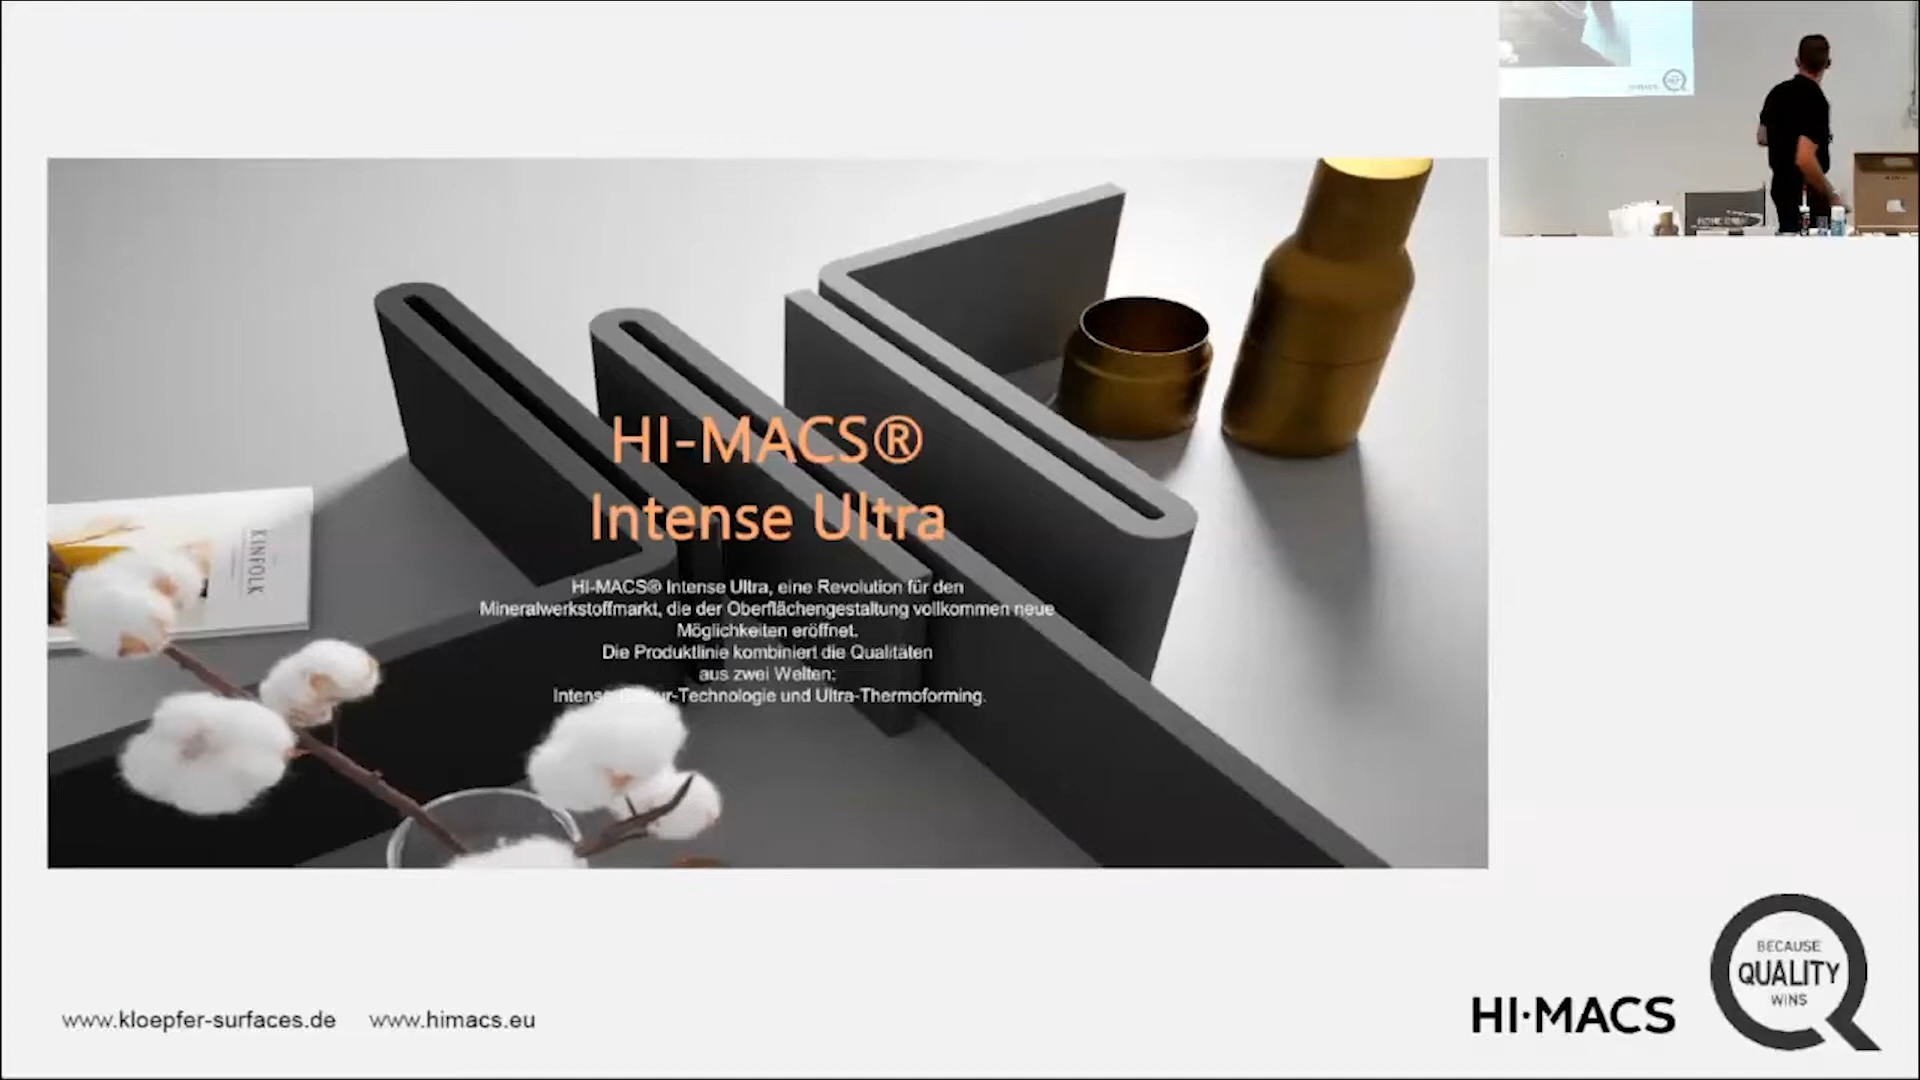 HI-MACS®
Intense Ultra
HI-MACS® Intense Ultra, eine Revolution für den
Mineralwerkstoffmarkt, die der Oberflächengestaltung vollkommen neue
Möglichkeiten eröffnet.
Die Produktlinie kombiniert die Qualitäten
aus zwei Welten:
Intense Colour-Technologie und Ultra-Thermoforming.
KINFOLK
www.kloepfer-surfaces.de www.himacs.eu
HI·MACS
BECAUSE
QUALITY
WINS